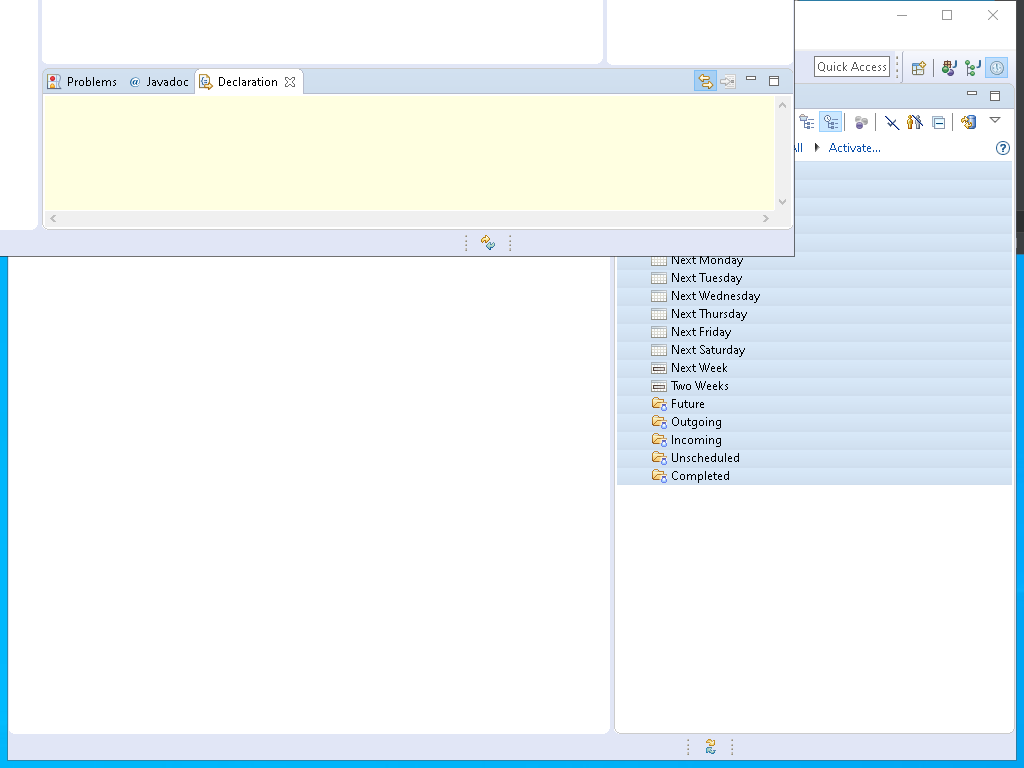 Quick Access
Problems @ Javadoc Declaration
All Activate...
Next Monday
Next Tuesday
Next Wednesday
Next Thursday
Next Friday
Next Saturday
Next Week
Two Weeks
Future
Outgoing
Incoming
Unscheduled
Completed